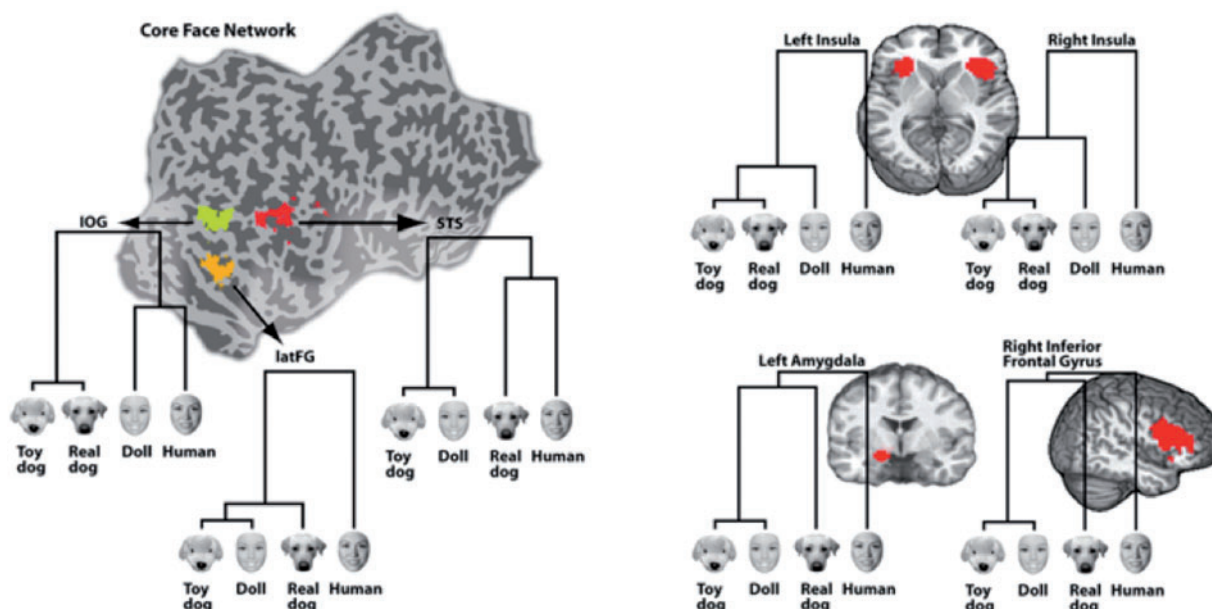 Core Face Network
IOG
STS
latFG
Toy dog
Real dog
Doll
Human
Toy dog
Doll
Real dog
Human
Toy dog
Doll
Real dog
Human
Left Insula
Right Insula
Toy dog
Real dog
Doll
Human
Toy dog
Real dog
Doll
Human
Left Amygdala
Right Inferior
Frontal Gyrus
Toy dog
Doll
Real dog
Human
Toy dog
Doll
Real dog
Human